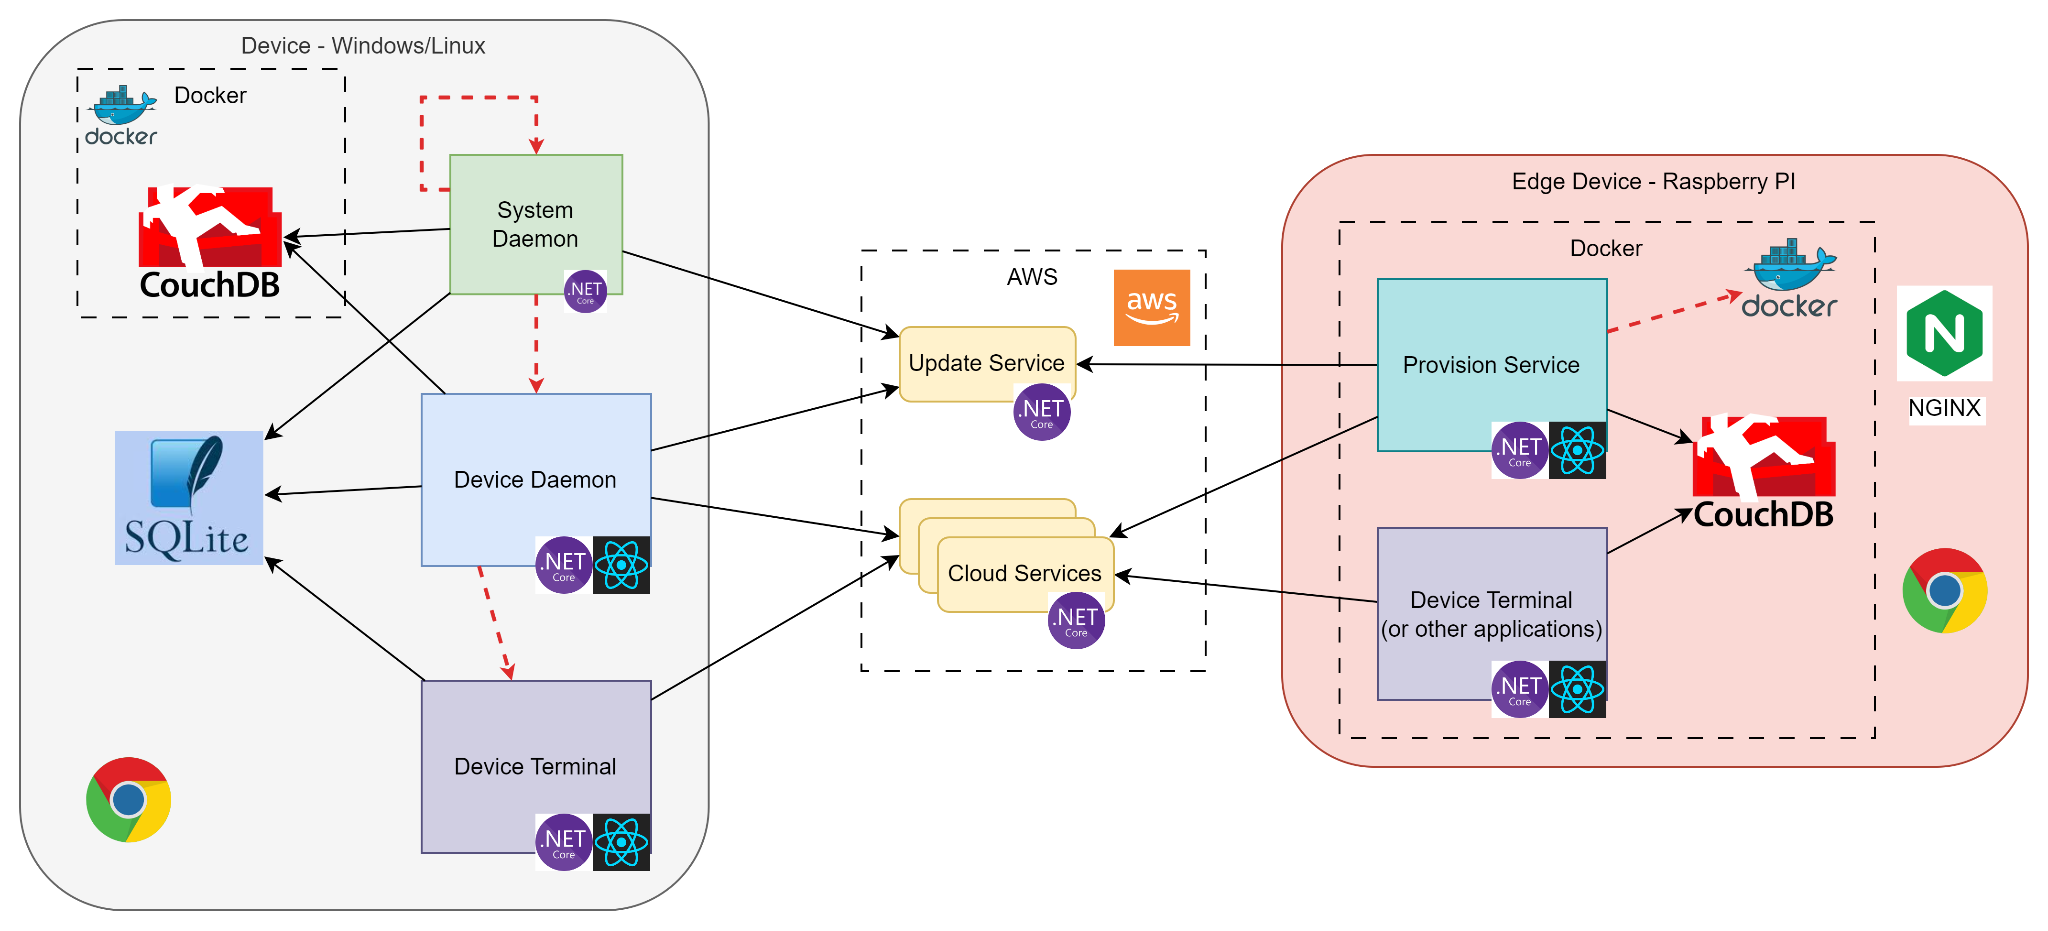 Device - Windows/Linux
Docker
docker
CouchDB
System
Daemon
.NET
Core
SQLite
Device Daemon
.NET
Core
Device Terminal
.NET
Core
AWS
aws
Update Service
.NET
Core
Cloud Services
.NET
Core
Edge Device - Raspberry PI
Docker
docker
Provision Service
.NET
Core
CouchDB
Device Terminal
(or other applications)
.NET
Core
N
NGINX